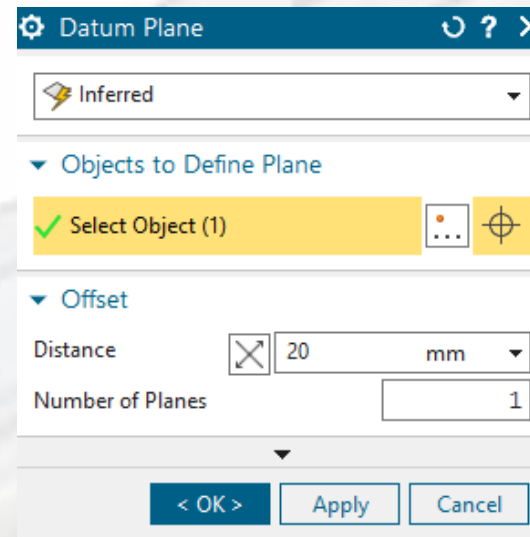 Datum Plane ?
Inferred
Objects to Define Plane
Select Object (1)
Offset
Distance 20 mm
Number of Planes 1
< OK > Apply Cancel